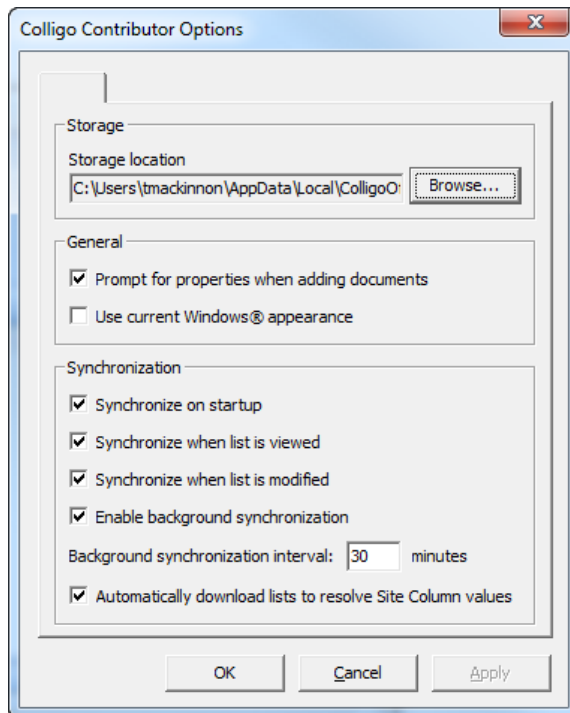 Colligo Contributor Options
Storage
Storage location
C:\Users\tmackinnon\AppData\Local\ColligoO
Browse...
General
Prompt for properties when adding documents
Use current Windows® appearance
Synchronization
Synchronize on startup
Synchronize when list is viewed
Synchronize when list is modified
Enable background synchronization
Background synchronization interval: 30 minutes
Automatically download lists to resolve Site Column values
OK Cancel Apply